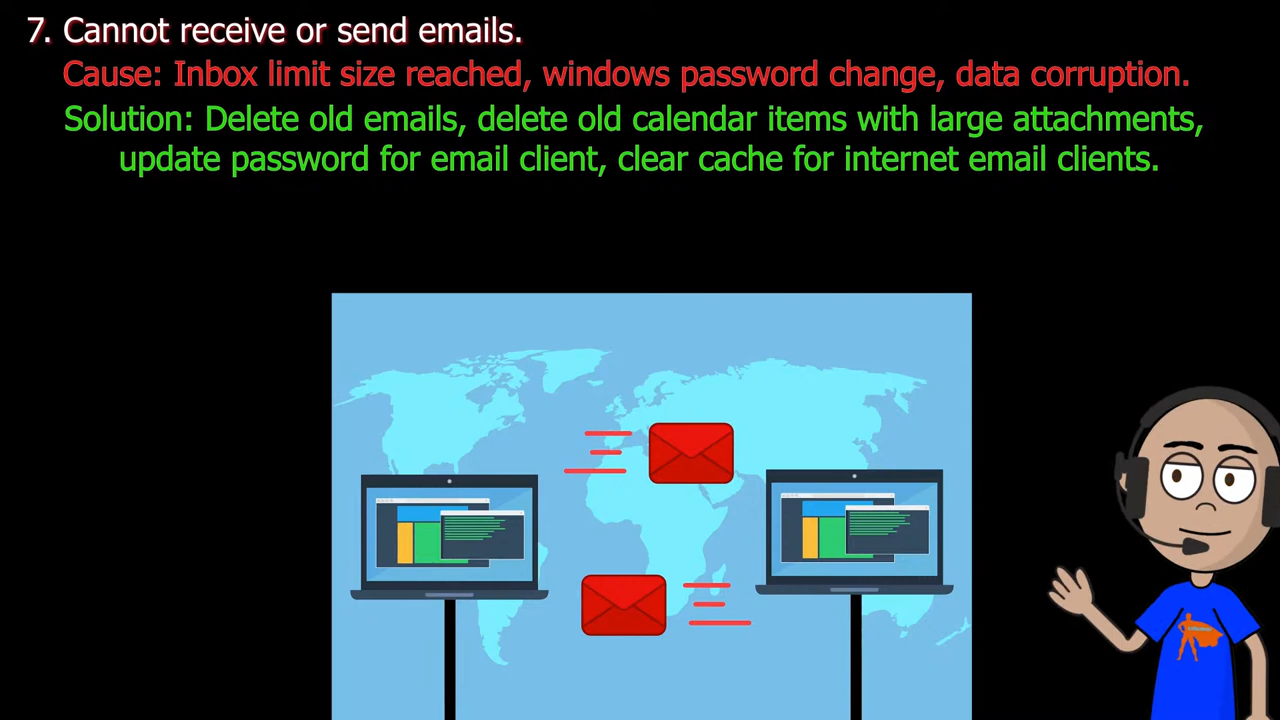 7. Cannot receive or send emails.
Cause: Inbox limit size reached, windows password change, data corruption.
Solution: Delete old emails, delete old calendar items with large attachments,
update password for email client, clear cache for internet email clients.